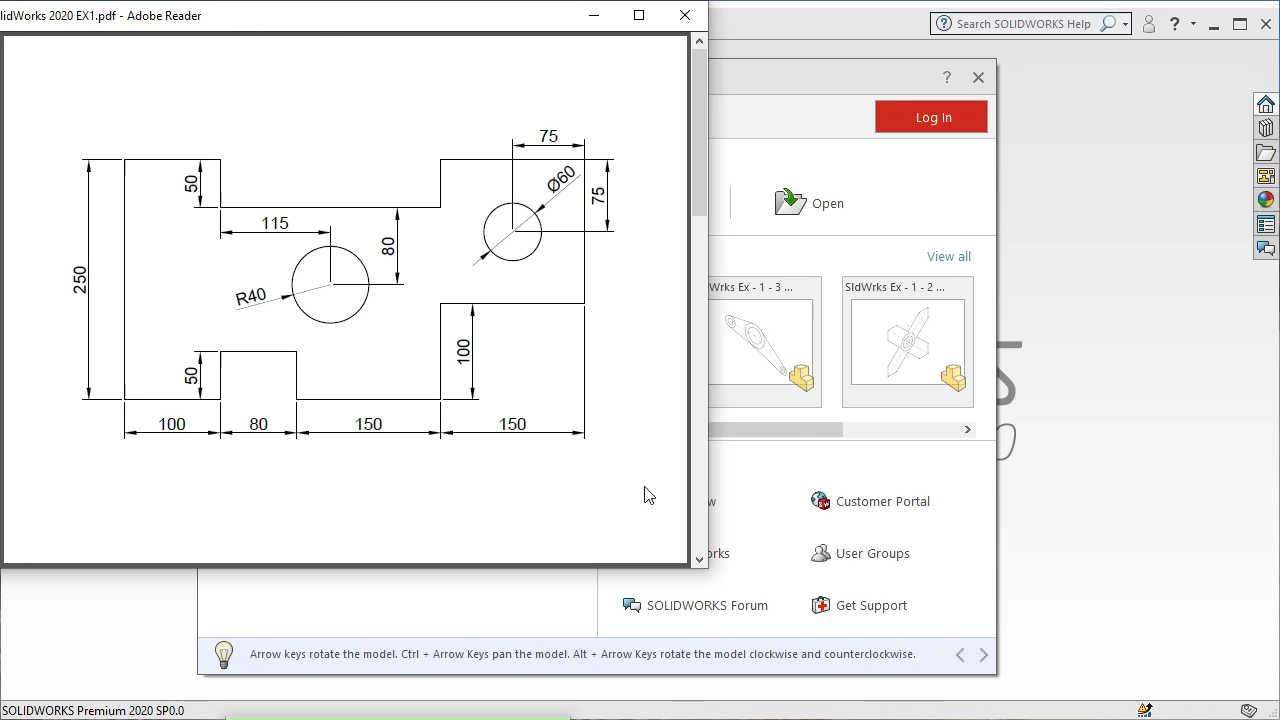 lidWorks 2020 EX1.pdf - Adobe Reader
Search SOLIDWORKS Help
?
?
Log In
75
50
Ø60
75
115
80
250
R40
100
50
100
80
150
150
Open
View all
Wrks Ex - 1 - 3 ...
SldWrks Ex - 1 - 2 ...
w
Customer Portal
orks
User Groups
SOLIDWORKS Forum
Get Support
Arrow keys rotate the model. Ctrl + Arrow Keys pan the model. Alt + Arrow Keys rotate the model clockwise and counterclockwise.
SOLIDWORKS Premium 2020 SP0.0